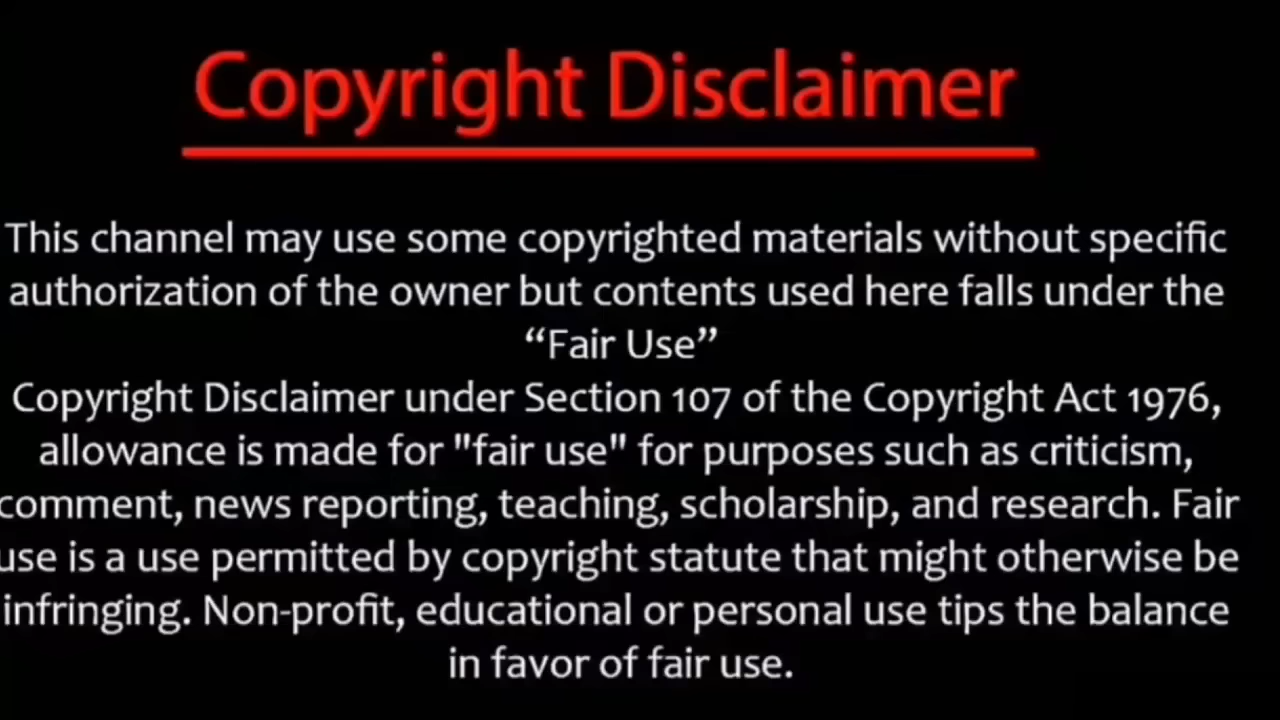 Copyright Disclaimer
This channel may use some copyrighted materials without specific
authorization of the owner but contents used here falls under the
“Fair Use”
Copyright Disclaimer under Section 107 of the Copyright Act 1976,
allowance is made for "fair use" for purposes such as criticism,
comment, news reporting, teaching, scholarship, and research. Fair
use is a use permitted by copyright statute that might otherwise be
infringing. Non-profit, educational or personal use tips the balance
in favor of fair use.